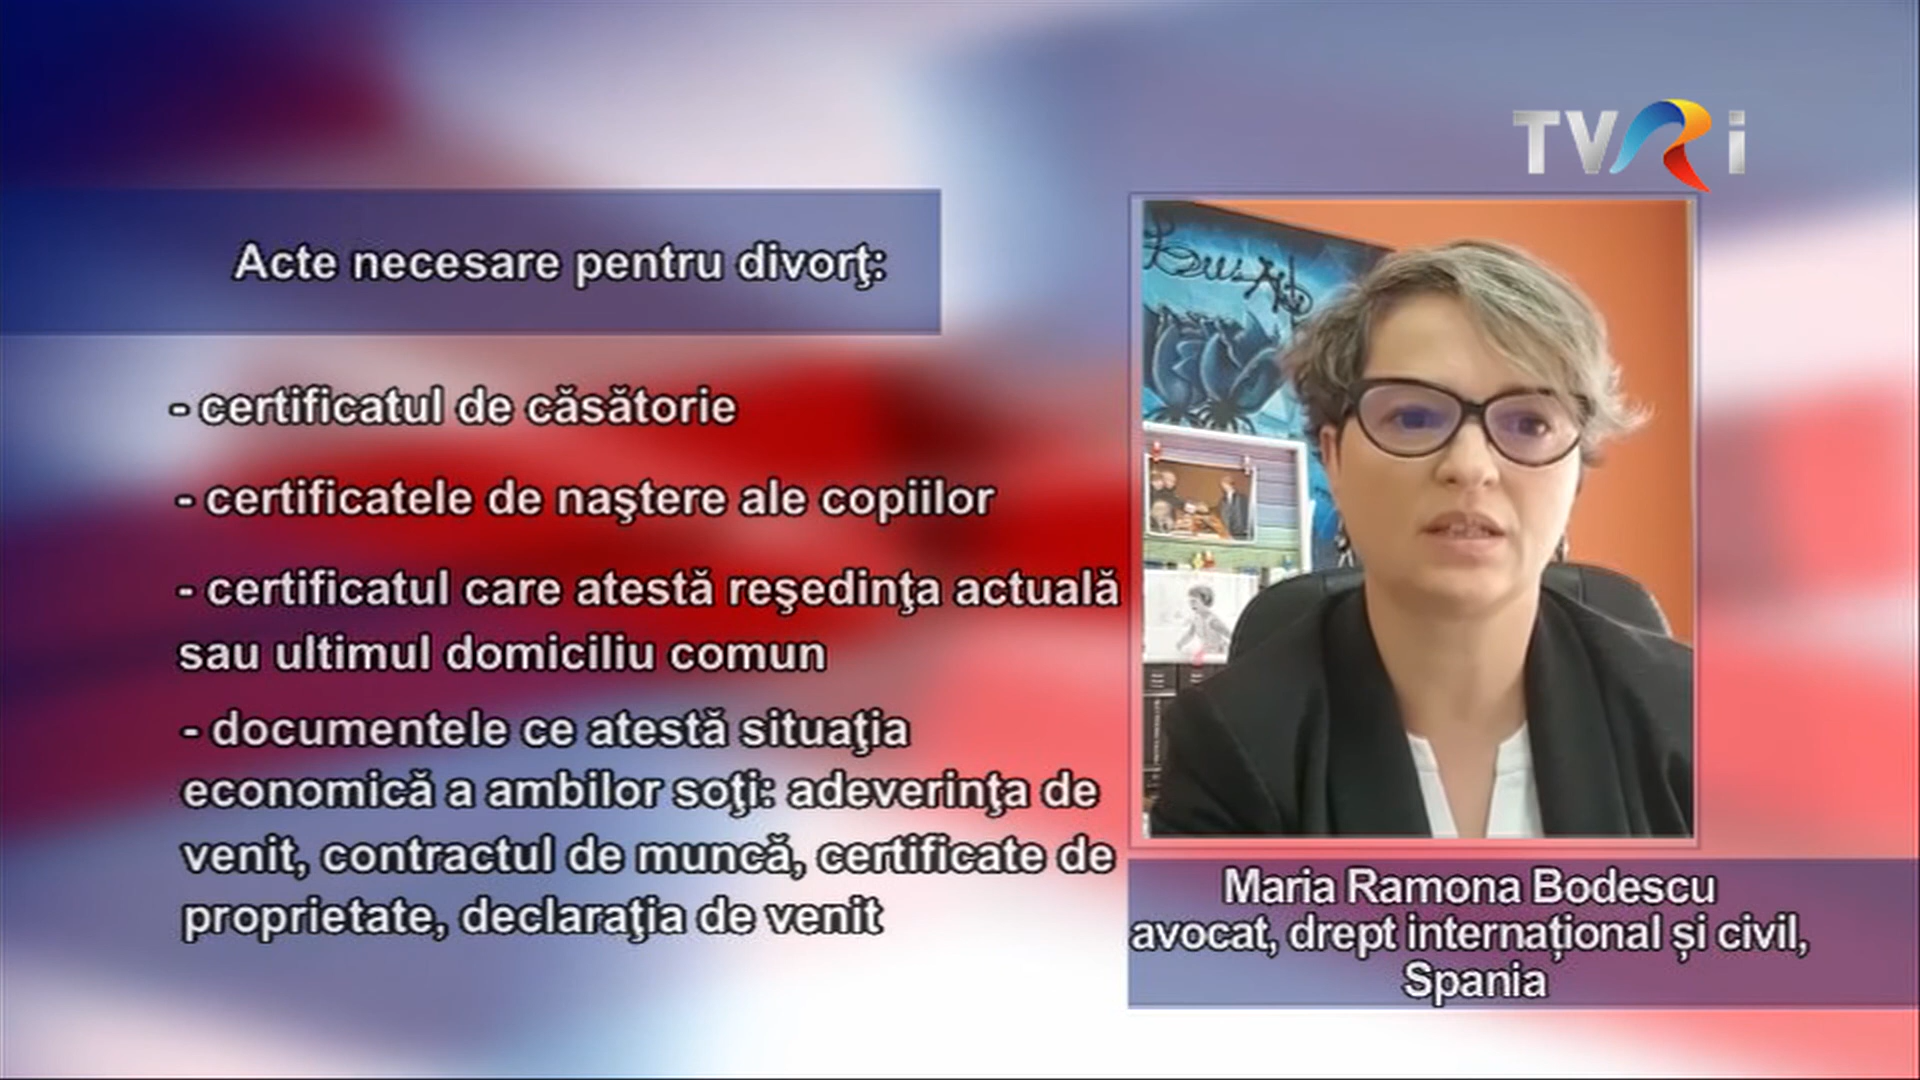 TVRi
Acte necesare pentru divorţ:
- certificatul de căsătorie
- certificatele de naştere ale copiilor
- certificatul care atestă reşedinţa actuală
sau ultimul domiciliu comun
- documentele ce atestă situaţia
economică a ambilor soţi: adeverinţa de
venit, contractul de muncă, certificate de
proprietate, declaraţia de venit
Maria Ramona Bodescu
avocat, drept internațional și civil,
Spania